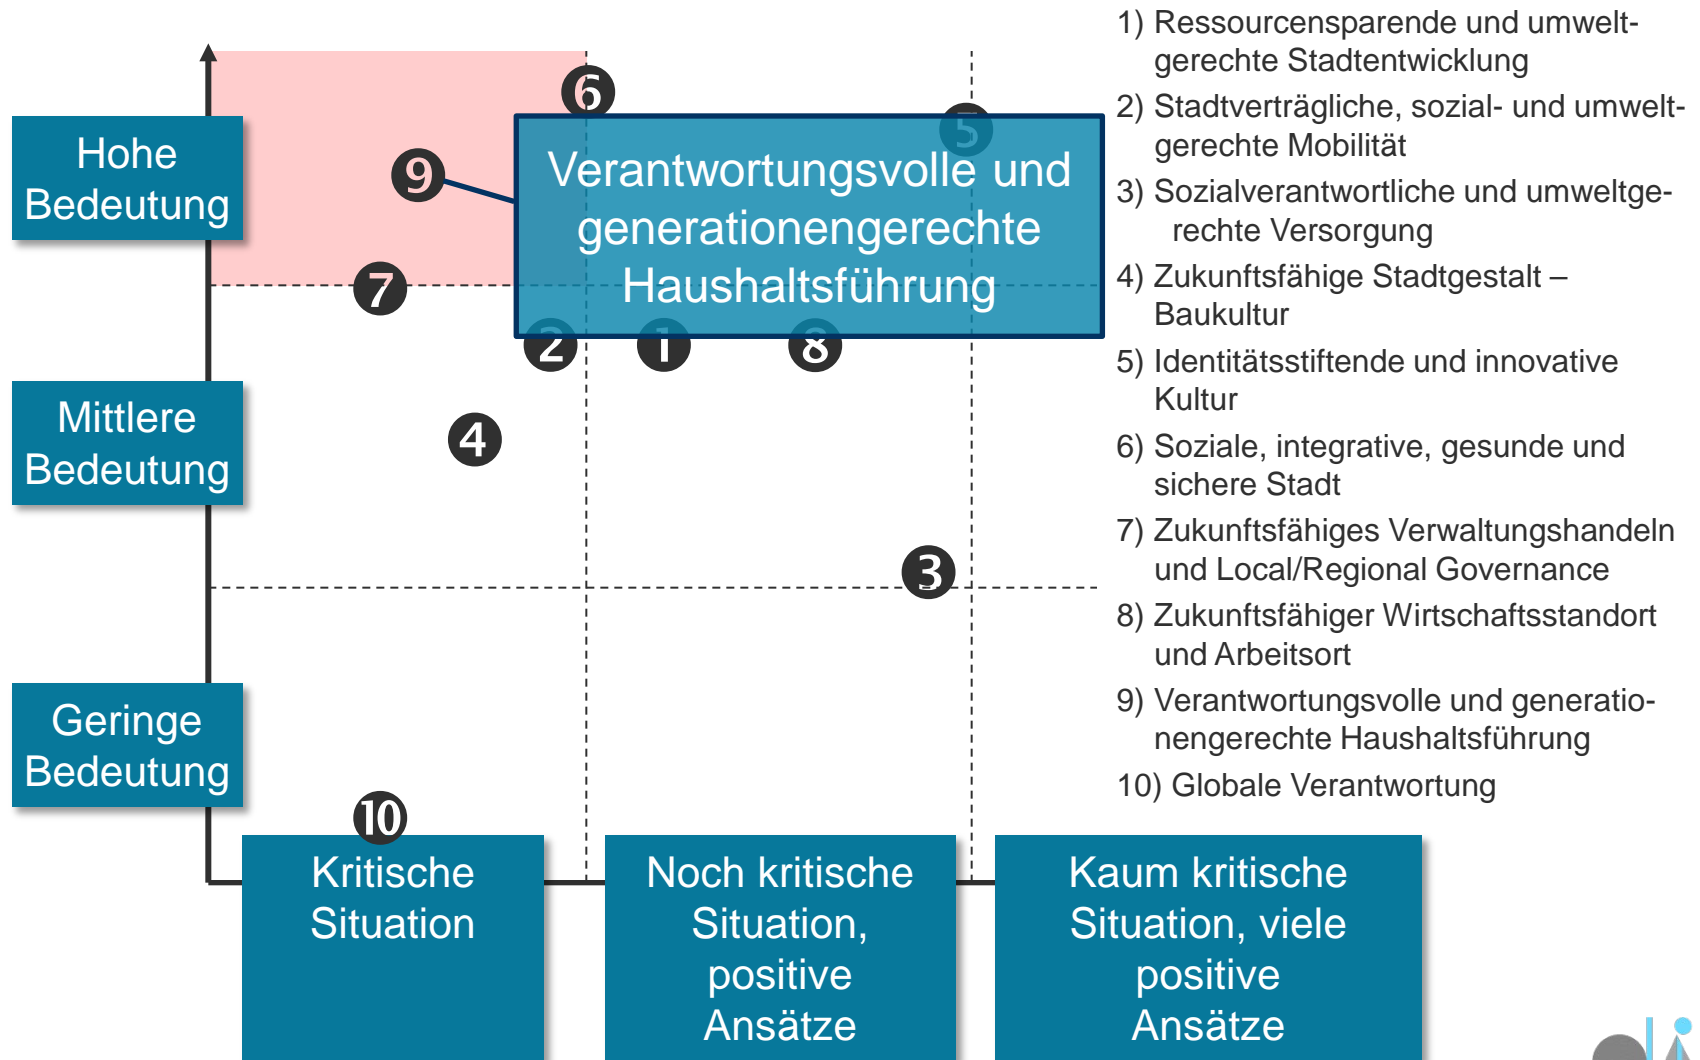 Hohe
Bedeutung
Mittlere
Bedeutung
Geringe
Bedeutung
6
5
9
Verantwortungsvolle und
generationengerechte
Haushaltsführung
7
2
1
8
4
3
10
Kritische
Situation
Noch kritische
Situation,
positive
Ansätze
Kaum kritische
Situation, viele
positive
Ansätze
1) Ressourcensparende und umwelt-
gerechte Stadtentwicklung
2) Stadtverträgliche, sozial- und umwelt-
gerechte Mobilität
3) Sozialverantwortliche und umweltge-
rechte Versorgung
4) Zukunftsfähige Stadtgestalt –
Baukultur
5) Identitätsstiftende und innovative
Kultur
6) Soziale, integrative, gesunde und
sichere Stadt
7) Zukunftsfähiges Verwaltungshandeln
und Local/Regional Governance
8) Zukunftsfähiger Wirtschaftsstandort
und Arbeitsort
9) Verantwortungsvolle und generatio-
nengerechte Haushaltsführung
10) Globale Verantwortung